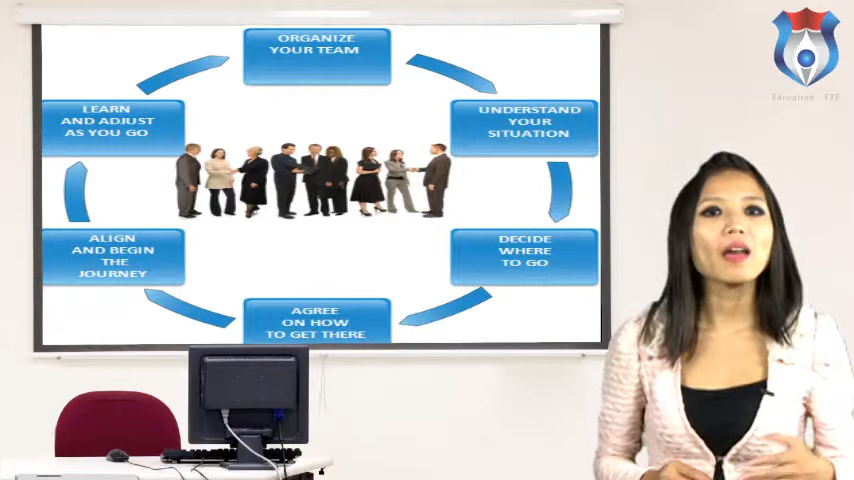 ORGANIZE
YOUR TEAM
UNDERSTAND
YOUR
SITUATION
DECIDE
WHERE
TO GO
AGREE
ON HOW
TO GET THERE
ALIGN
AND BEGIN
THE
JOURNEY
LEARN
AND ADJUST
AS YOU GO
Education